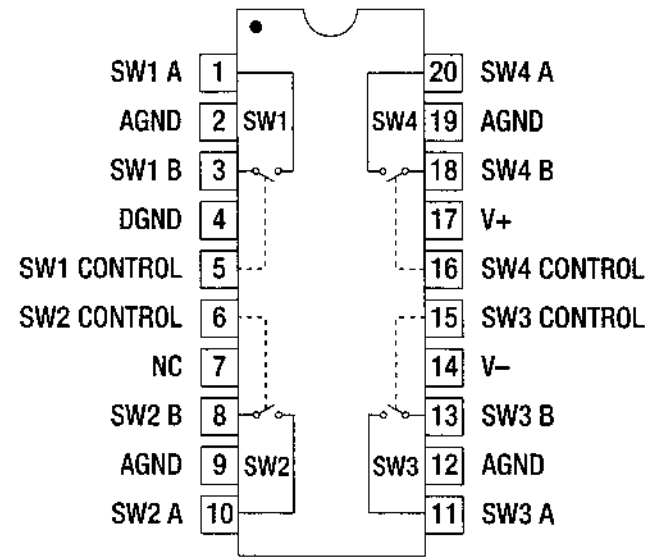 SW1 A 1 20 SW4 A
AGND 2 SW1 SW4 19 AGND
SW1 B 3 18 SW4 B
DGND 4 17 V+
SW1 CONTROL 5 16 SW4 CONTROL
SW2 CONTROL 6 15 SW3 CONTROL
NC 7 14 V–
SW2 B 8 13 SW3 B
AGND 9 SW2 SW3 12 AGND
SW2 A 10 11 SW3 A